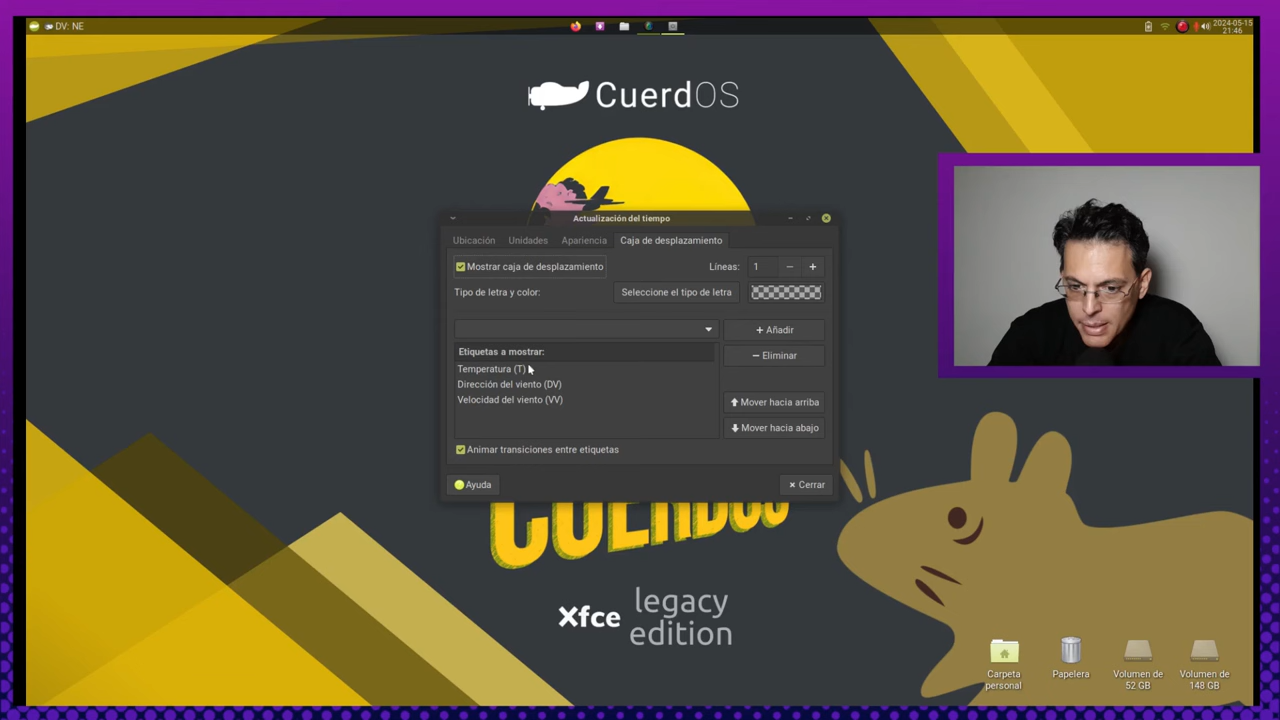 DV: NE
2024-05-15
21:46
CuerdOS
Actualización del tiempo
Ubicación
Unidades
Apariencia
Caja de desplazamiento
Mostrar caja de desplazamiento
Líneas:
1
Tipo de letra y color:
Seleccione el tipo de letra
Añadir
Etiquetas a mostrar:
Eliminar
Temperatura (T)
Dirección del viento (DV)
Velocidad del viento (VV)
Mover hacia arriba
Mover hacia abajo
Animar transiciones entre etiquetas
Ayuda
Cerrar
CUERDOS
Xfce
legacy
edition
Carpeta
personal
Papelera
Volumen de
52 GB
Volumen de
148 GB